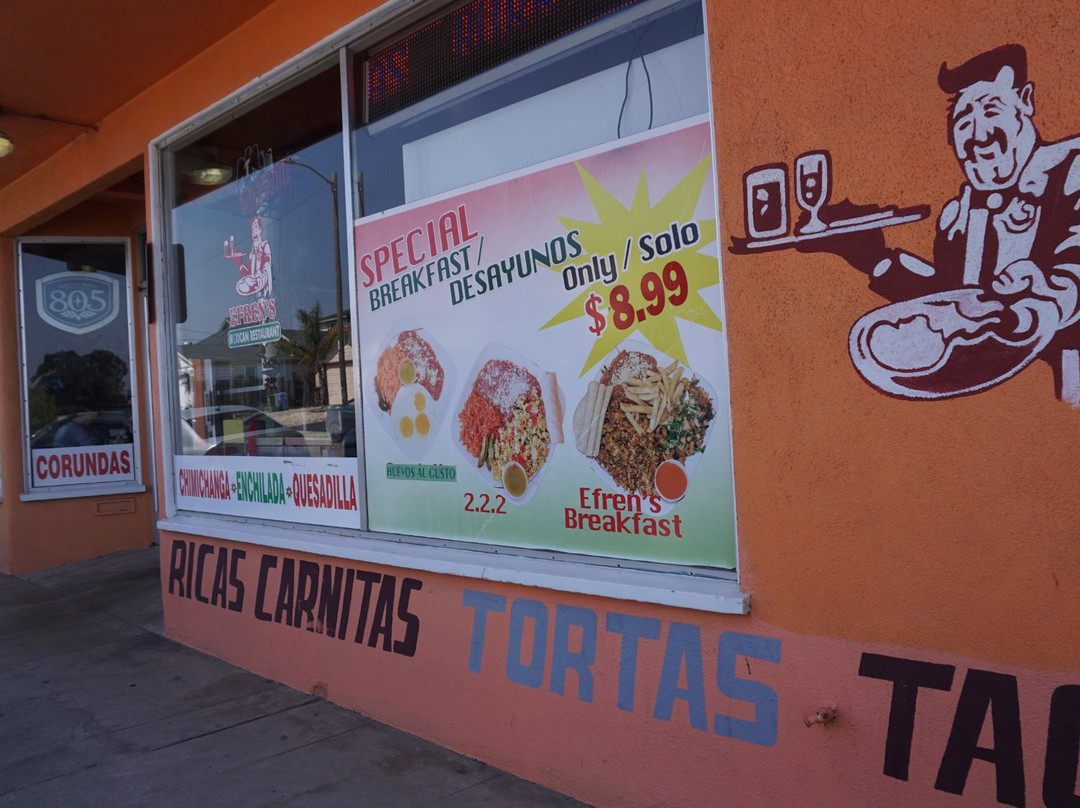 805
CORUNDAS
EFREN'S
MEXICAN RESTAURANT
CHIMICHANGA ENCHILADA QUESADILLA
SPECIAL
BREAKFAST/
DESAYUNOS
Only / Solo
$8.99
HUEVOS AL GUSTO
2.2.2
Efren's
Breakfast
RICAS CARNITAS TORTAS